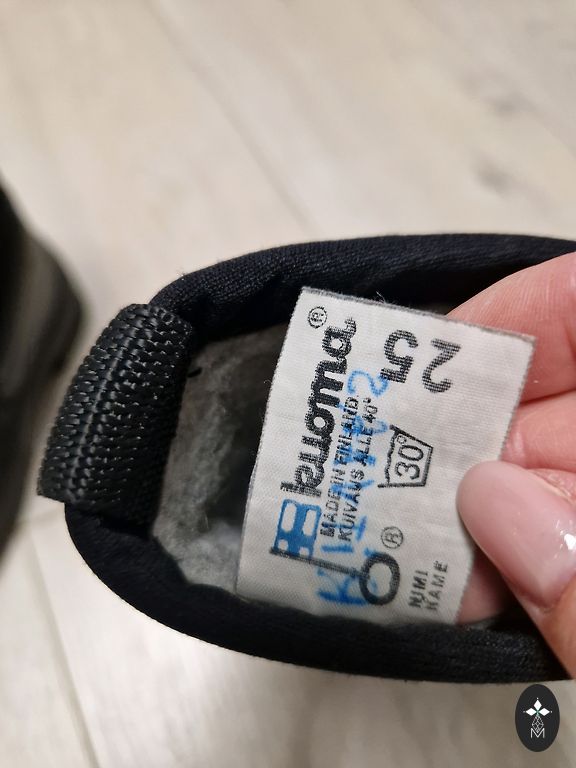 kuoma®
25
MADE IN FINLAND
KUIVAUS ALLE 40°
30°
®
NIMI
NAME
M